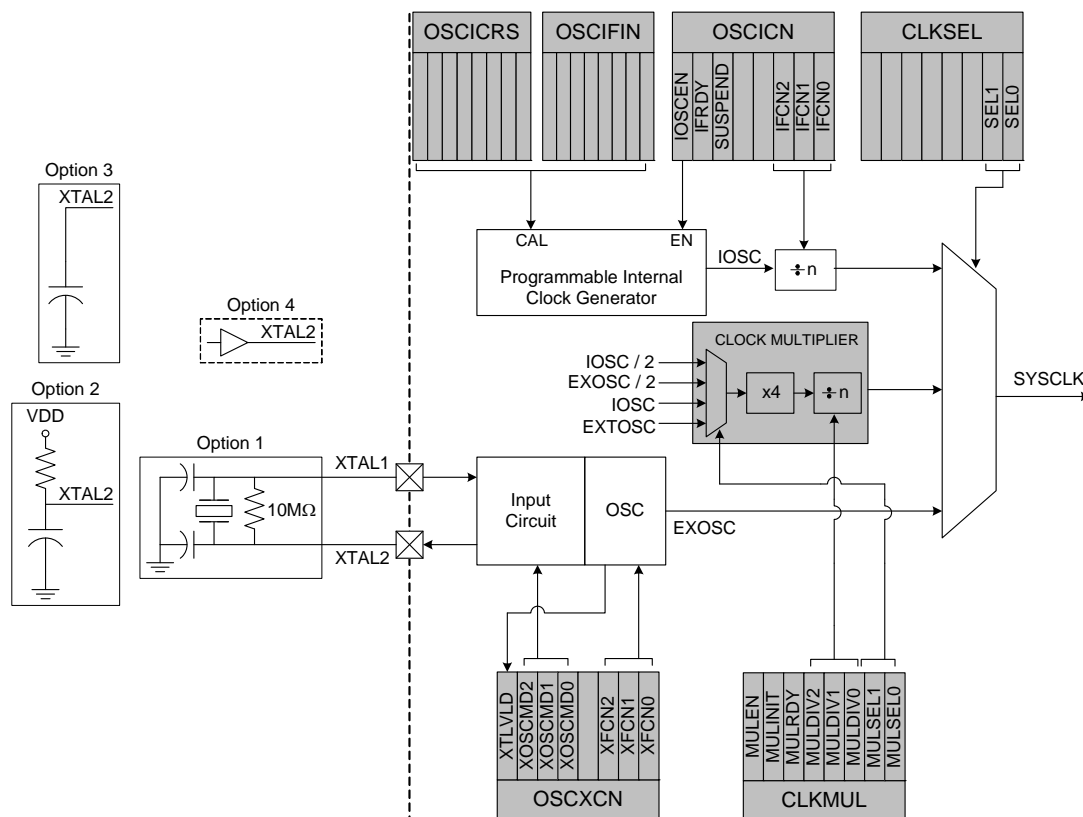 OSCICRS
OSCIFIN
OSCICN
CLKSEL
IOSCEN
IFRDY
SUSPEND
IFCN2
IFCN1
IFCN0
SEL1
SEL0
Option 3
XTAL2
CAL
EN
Programmable Internal
Clock Generator
IOSC
÷n
Option 4
XTAL2
CLOCK MULTIPLIER
IOSC / 2
EXOSC / 2
IOSC
EXTOSC
x4
÷n
SYSCLK
Option 2
VDD
XTAL2
Option 1
10MΩ
XTAL1
XTAL2
Input
Circuit
OSC
EXOSC
XTLVLD
XOSCMD2
XOSCMD1
XOSCMD0
XFCN2
XFCN1
XFCN0
OSCXCN
MULEN
MULINIT
MULRDY
MULDIV2
MULDIV1
MULDIV0
MULSEL1
MULSEL0
CLKMUL